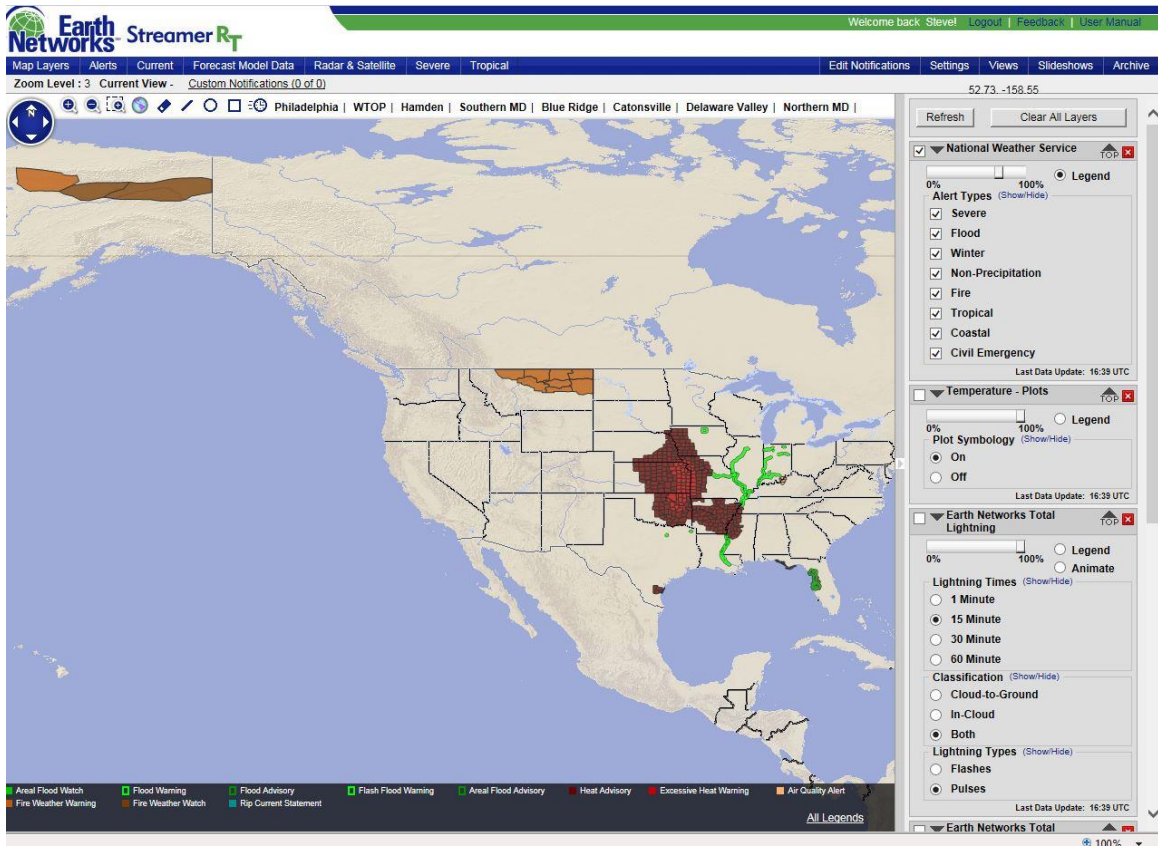 Earth Networks Streamer RT
Welcome back Steve! Logout | Feedback | User Manual
Map Layers Alerts Current Forecast Model Data Radar & Satellite Severe Tropical Edit Notifications Settings Views Slideshows Archive
Zoom Level : 3 Current View - Custom Notifications (0 of 0)
52.73, -158.55
N
Philadelphia | WTOP | Hamden | Southern MD | Blue Ridge | Catonsville | Delaware Valley | Northern MD |
Refresh Clear All Layers
National Weather Service TOP
0% 100% Legend
Alert Types (Show/Hide)
Severe
Flood
Winter
Non-Precipitation
Fire
Tropical
Coastal
Civil Emergency
Last Data Update: 16:39 UTC
Temperature - Plots TOP
0% 100% Legend
Plot Symbology (Show/Hide)
On
Off
Last Data Update: 16:39 UTC
Earth Networks Total TOP
Lightning
0% 100% Legend
Animate
Lightning Times (Show/Hide)
1 Minute
15 Minute
30 Minute
60 Minute
Classification (Show/Hide)
Cloud-to-Ground
In-Cloud
Both
Lightning Types (Show/Hide)
Flashes
Pulses
Last Data Update: 16:39 UTC
Earth Networks Total
Areal Flood Watch Flood Warning Flood Advisory Flash Flood Warning Areal Flood Advisory Heat Advisory Excessive Heat Warning Air Quality Alert
Fire Weather Warning Fire Weather Watch Rip Current Statement
All Legends
100%